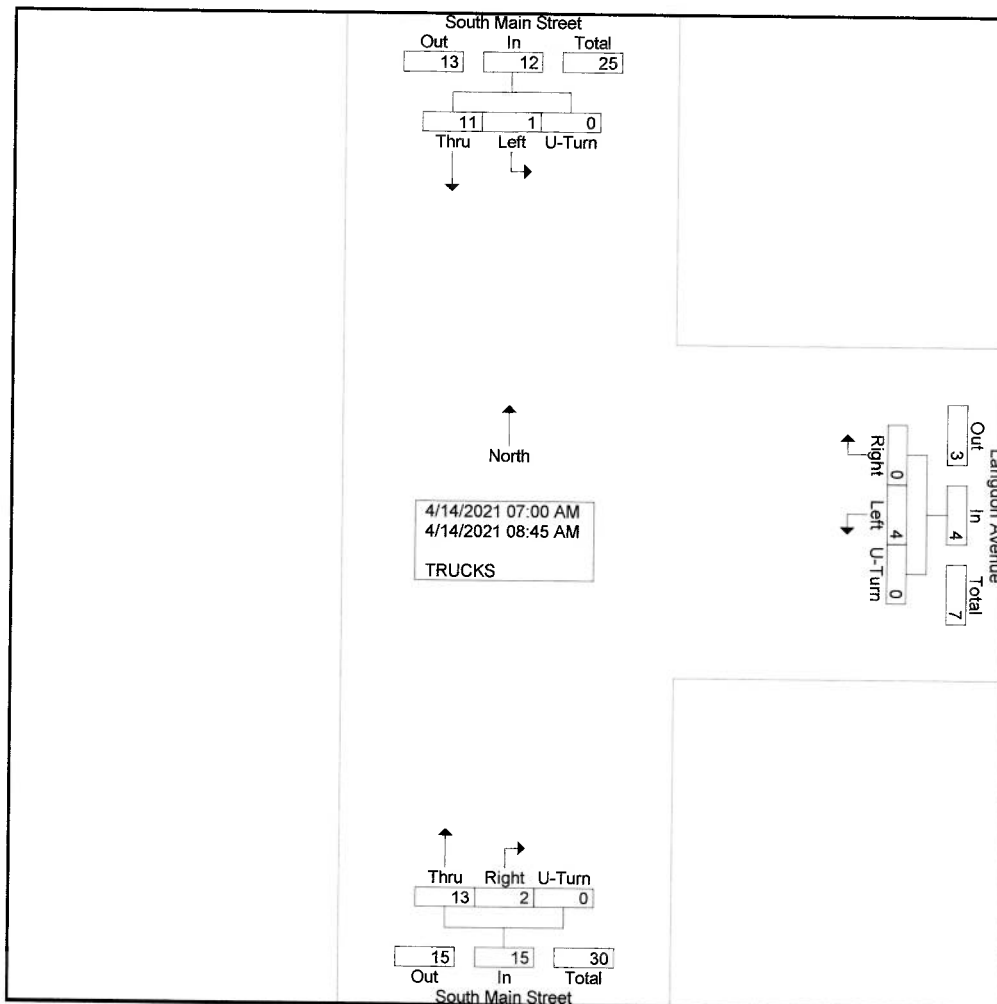 South Main Street
Out In Total
13 12 25
11 1 0
Thru Left U-Turn
North
4/14/2021 07:00 AM
4/14/2021 08:45 AM
TRUCKS
Langdon Avenue
Out In Total
3 4 7
0 4 0
Right Left U-Turn
Thru Right U-Turn
13 2 0
15 15 30
Out In Total
South Main Street